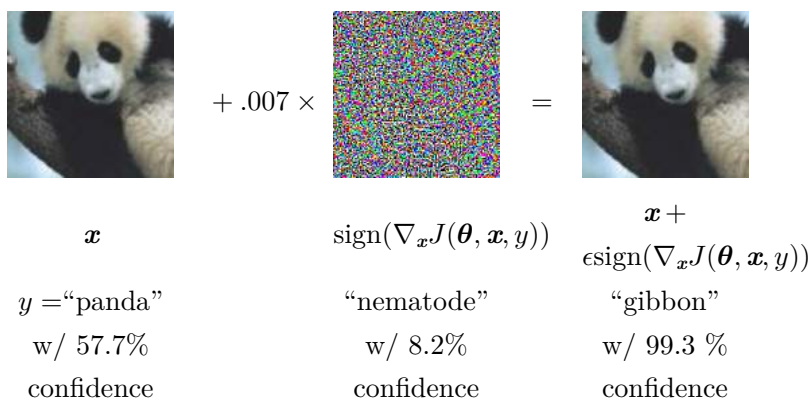 + .007 ×
=
x
sign(∇ₓJ(θ, x, y))
x +
ϵsign(∇ₓJ(θ, x, y))
y =“panda”
“nematode”
“gibbon”
w/ 57.7%
w/ 8.2%
w/ 99.3 %
confidence
confidence
confidence